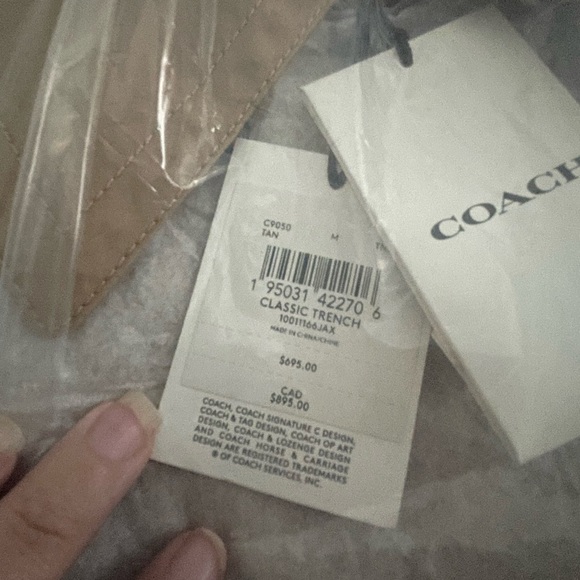 C9050
TAN M
1 95031 42270 6
CLASSIC TRENCH
10011166JAX
MADE IN CHINA/CHINE
$695.00
CAD
$895.00
COACH, COACH SIGNATURE C DESIGN,
COACH & TAG DESIGN, COACH OP ART
DESIGN, COACH & LOZENGE DESIGN
AND COACH HORSE & CARRIAGE
DESIGN ARE REGISTERED TRADEMARKS
® OF COACH SERVICES, INC.
COACH